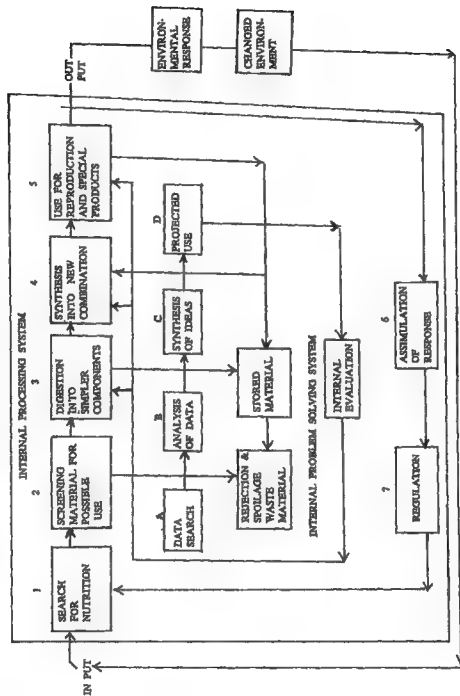 INTERNAL PROCESSING SYSTEM
1
2
3
4
5
IN PUT
SEARCH
FOR
NUTRITION
SCREENING
MATERIAL FOR
POSSIBLE
USE
DIGESTION
INTO
SIMPLER
COMPONENTS
SYNTHESIS
INTO NEW
COMBINATION
USE FOR
REPRODUCTION
AND SPECIAL
PRODUCTS
OUT
PUT
ENVIRON-
MENTAL
RESPONSE
CHANGED
ENVIRON-
MENT
A
B
C
D
DATA
SEARCH
ANALYSIS
OF DATA
SYNTHESIS
OF IDEAS
PROJECTED
USE
REJECTION &
SPOILAGE
WASTE
MATERIAL
STORED
MATERIAL
INTERNAL PROBLEM SOLVING SYSTEM
INTERNAL
EVALUATION
7
6
REGULATION
ASSIMILATION
OF
RESPONSE